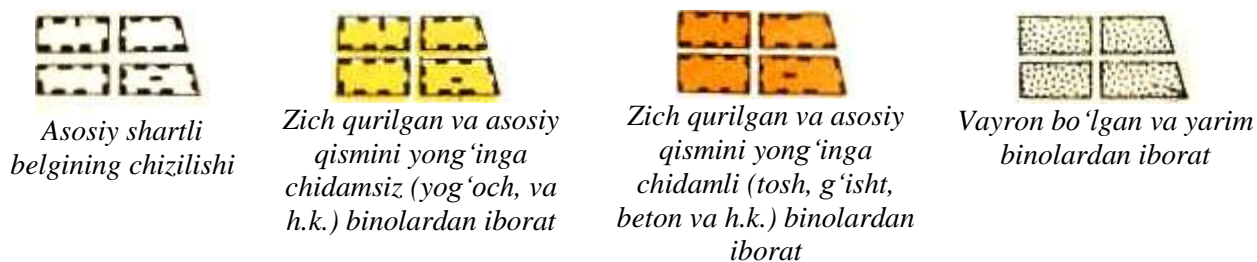 Asosiy shartli
belgining chizilishi
Zich qurilgan va asosiy
qismini yong‘inga
chidamsiz (yog‘och, va
h.k.) binolardan iborat
Zich qurilgan va asosiy
qismini yong‘inga
chidamli (tosh, g‘isht,
beton va h.k.) binolardan
iborat
Vayron bo‘lgan va yarim
binolardan iborat